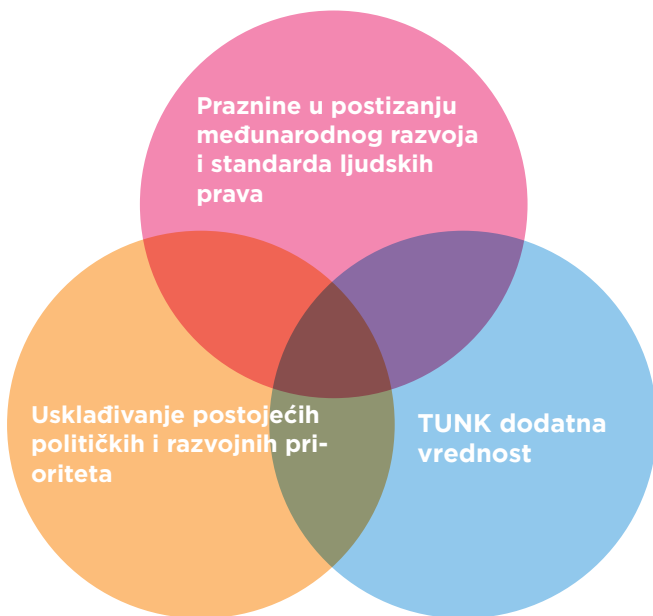 Praznine u postizanju
međunarodnog razvoja
i standarda ljudskih
prava
Usklađivanje postojećih
političkih i razvojnih pri-
oriteta
TUNK dodatna
vrednost